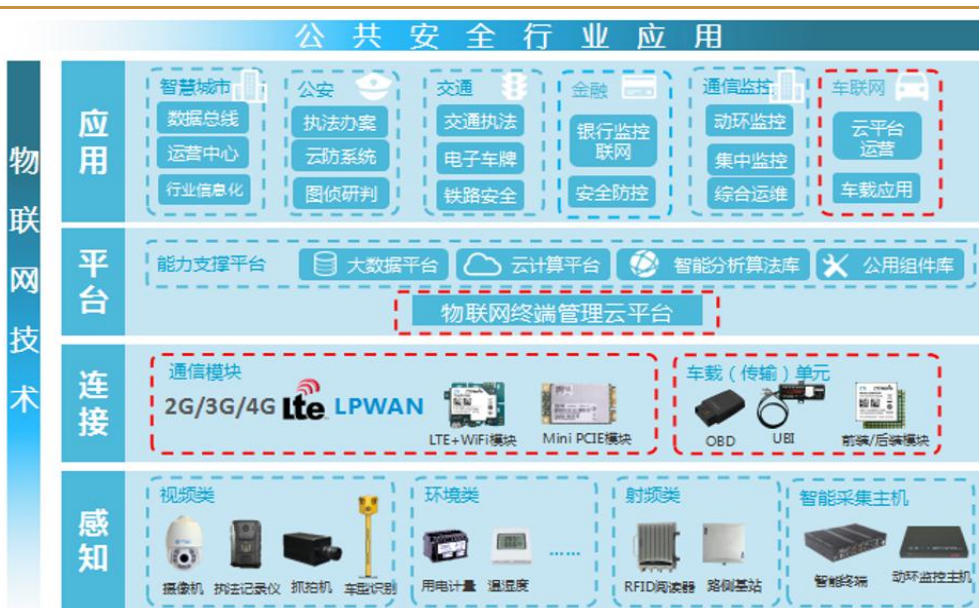 公共安全行业应用
物联网技术
应用
智慧城市
数据总线
运营中心
行业信息化
公安
执法办案
云防系统
图侦研判
交通
交通执法
电子车牌
铁路安全
金融
银行监控
联网
安全防控
通信监控
动环监控
集中监控
综合运维
车联网
云平台
运营
车载应用
平台
能力支撑平台
大数据平台
云计算平台
智能分析算法库
公用组件库
物联网终端管理云平台
连接
通信模块
2G/3G/4G lte LPWAN
LTE+WiFi模块
Mini PCIE模块
车载（传输）单元
OBD
UBI
前装/后装模块
感知
视频类
摄像机
执法记录仪
抓拍机
车型识别
环境类
用电计量
温湿度
……
射频类
RFID阅读器
路侧基站
智能采集主机
智能终端
动环监控主机